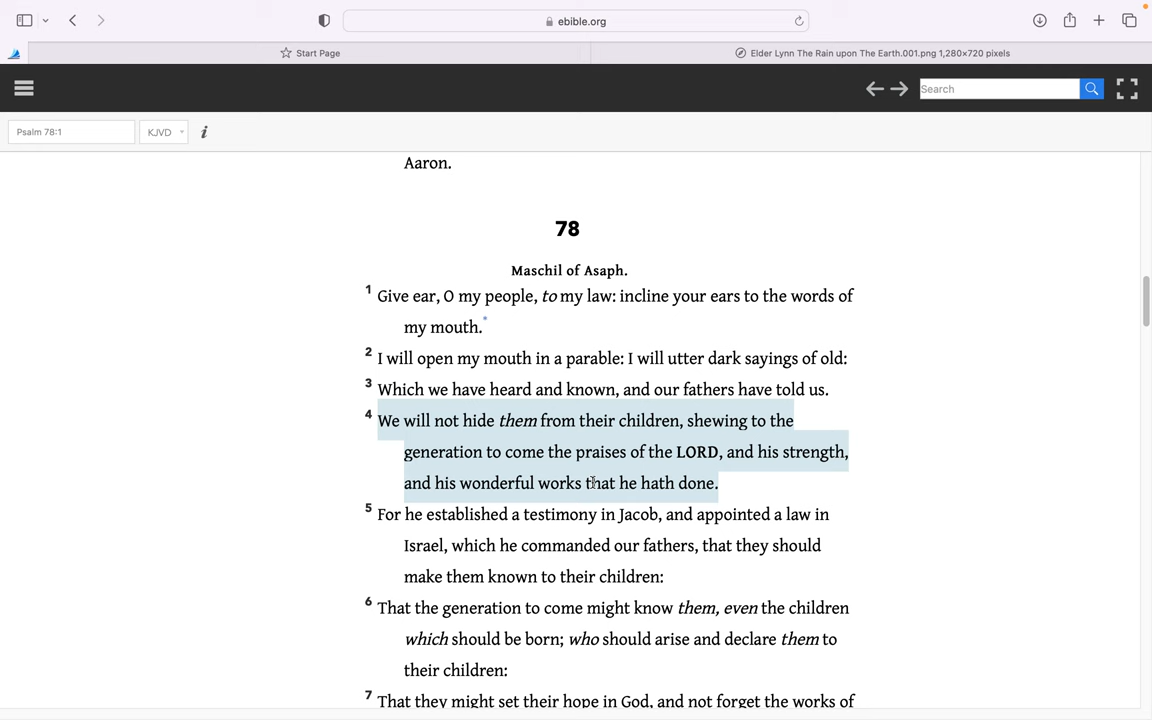 ebible.org
Start Page
Elder Lynn The Rain upon The Earth.001.png 1,280×720 pixels
Search
Psalm 78:1
KJVD
i
Aaron.
78
Maschil of Asaph.
1 Give ear, O my people, to my law: incline your ears to the words of
my mouth.*
2 I will open my mouth in a parable: I will utter dark sayings of old:
3 Which we have heard and known, and our fathers have told us.
4 We will not hide them from their children, shewing to the
generation to come the praises of the LORD, and his strength,
and his wonderful works that he hath done.
5 For he established a testimony in Jacob, and appointed a law in
Israel, which he commanded our fathers, that they should
make them known to their children:
6 That the generation to come might know them, even the children
which should be born; who should arise and declare them to
their children:
7 That they might set their hope in God, and not forget the works of